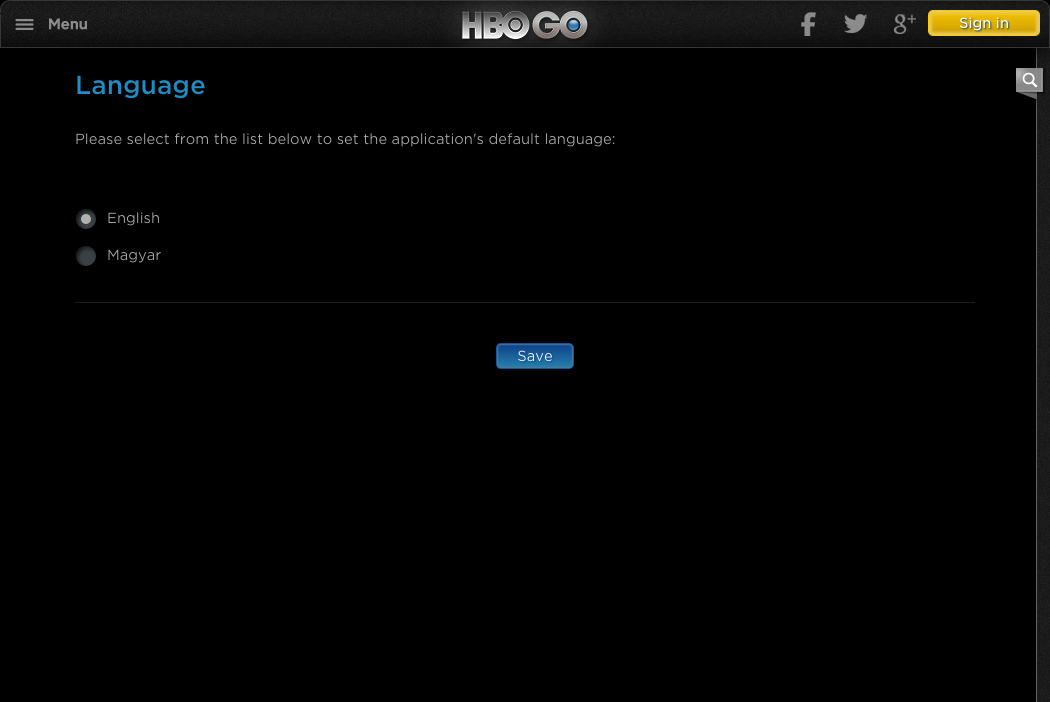 Menu
HBO GO
g+
Sign in
Language
Please select from the list below to set the application's default language:
English
Magyar
Save